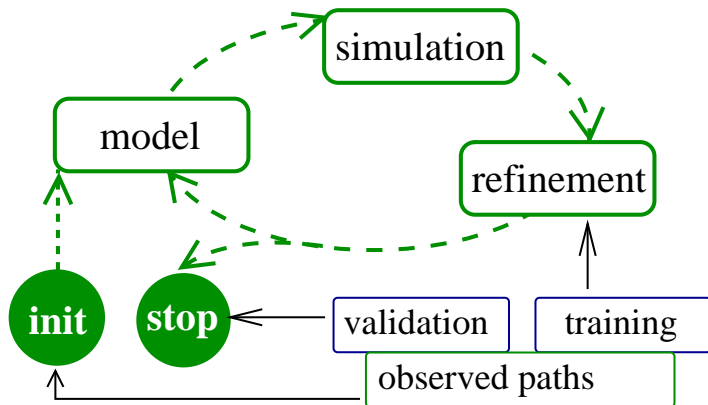 simulation
model
refinement
init
stop
validation
training
observed paths